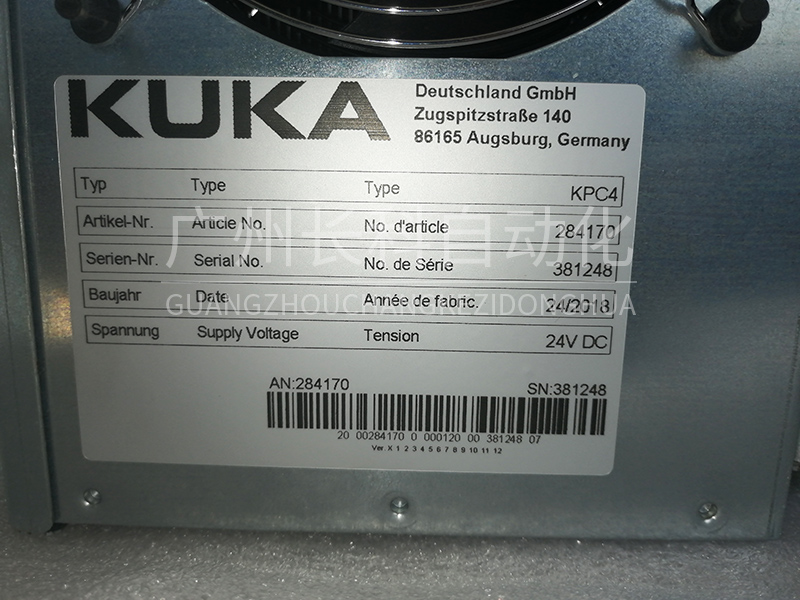 KUKA
Deutschland GmbH
Zugspitzstraße 140
86165 Augsburg, Germany
Typ Type Type KPC4
Artikel-Nr. Article No. No. d'article 284170
广州长科自动化
Serien-Nr. Serial No. No. de Série 381248
Baujahr Date Année de fabric. 24/2018
GUANGZHOUCHANGKEZIDONGHUA
Spannung Supply Voltage Tension 24V DC
AN:284170 SN:381248
20 00284170 0 000120 00 381248 07
Ver.X 1 2 3 4 5 6 7 8 9 10 11 12